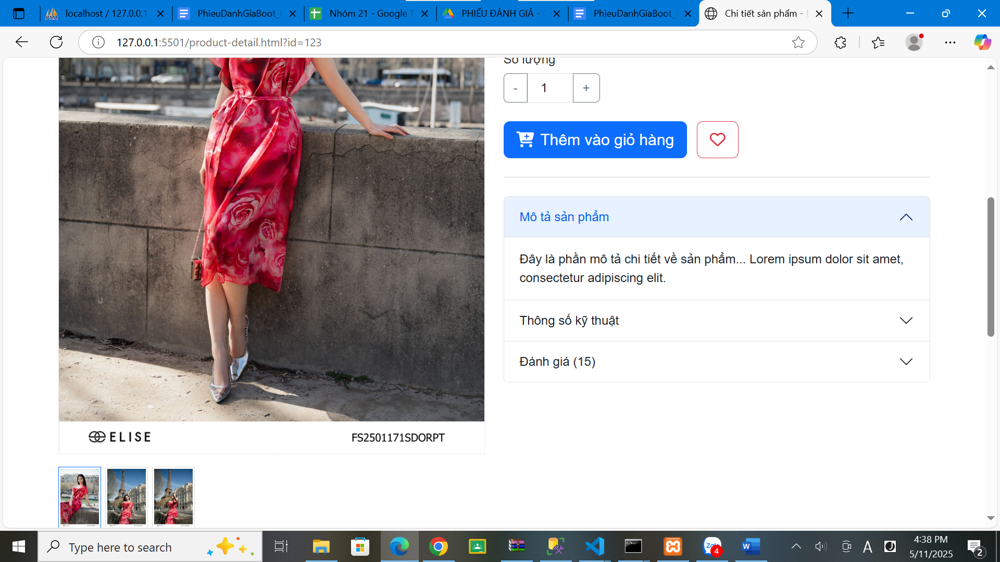 localhost / 127.0.0.1
PhieuDanhGiaBoot_
Nhóm 21 - Google T
PHIẾU ĐÁNH GIÁ -
PhieuDanhGiaBoot_
Chi tiết sản phẩm -
127.0.0.1:5501/product-detail.html?id=123
Số lượng
- 1 +
Thêm vào giỏ hàng
Mô tả sản phẩm
Đây là phần mô tả chi tiết về sản phẩm... Lorem ipsum dolor sit amet,
consectetur adipiscing elit.
Thông số kỹ thuật
Đánh giá (15)
ELISE
FS2501171SDORPT
Type here to search
4
A
4:38 PM
5/11/2025
2